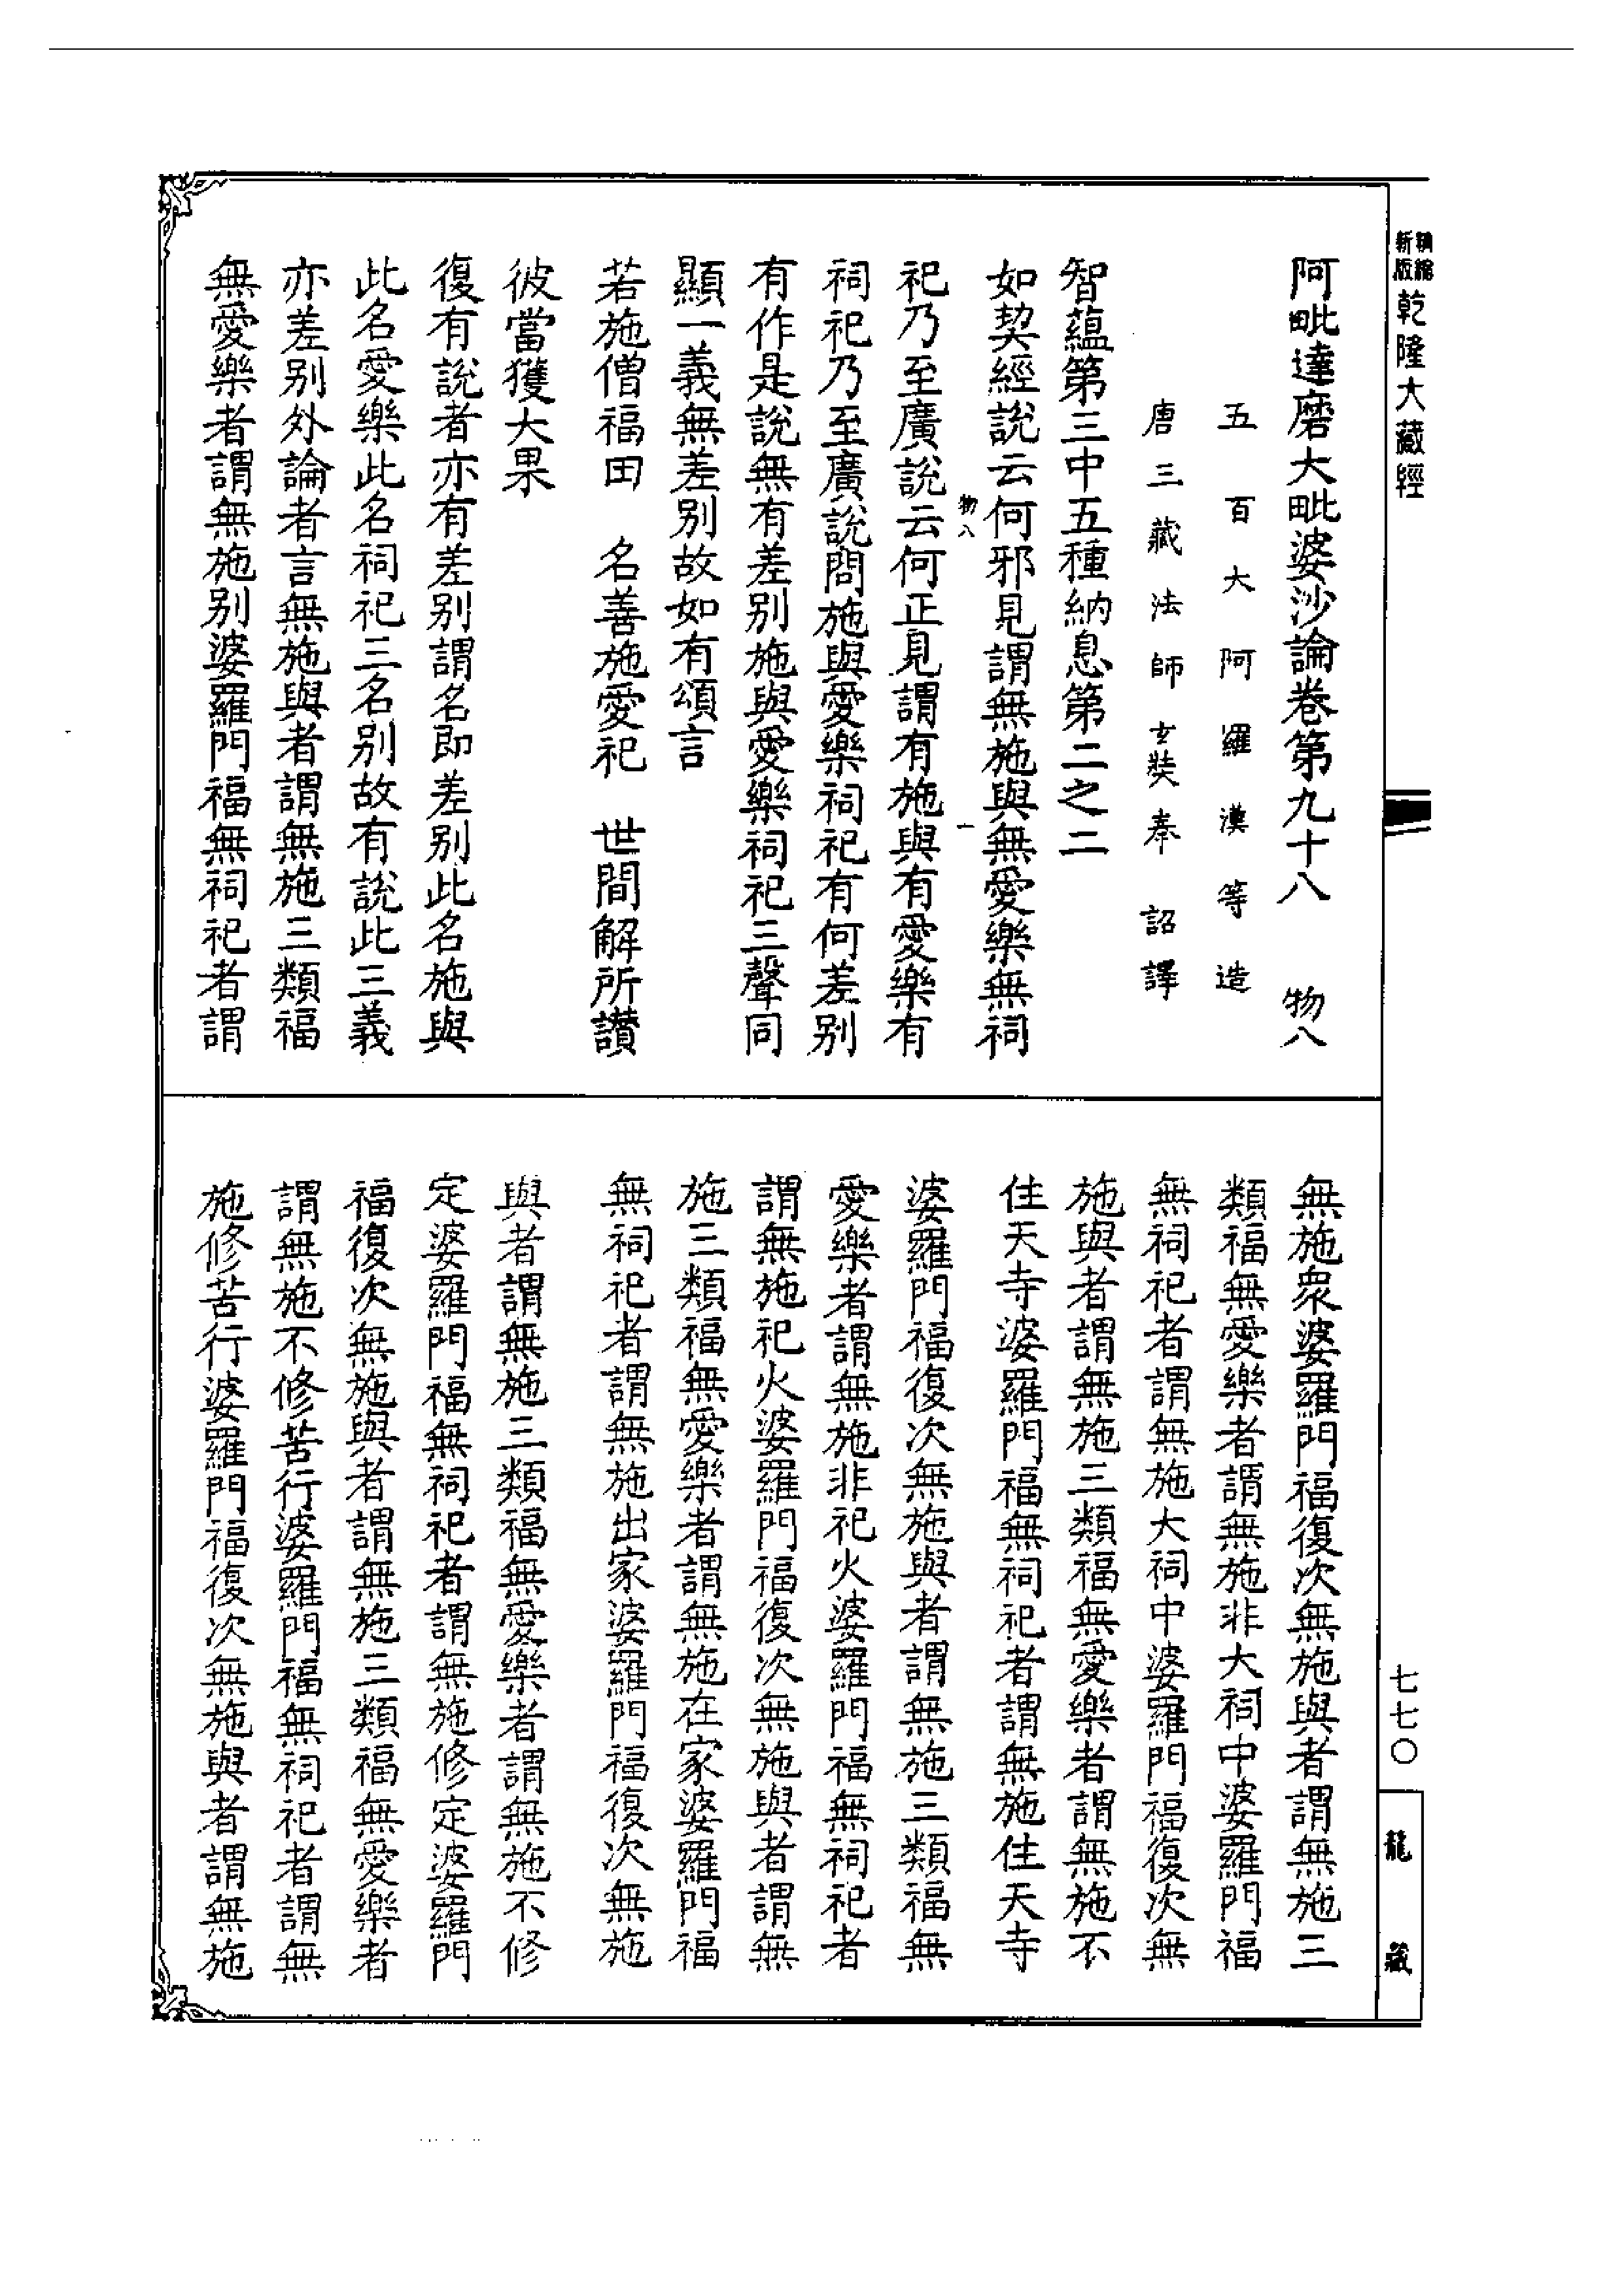 新版
精縮
乾隆大藏經
七七〇
龍藏
阿毗達磨大毗婆沙論卷第九十八 物八
五百大阿羅漢等造
唐三藏法師玄奘奉詔譯
智蘊第三中五種納息第二之二
如契經說云何邪見謂無施與無愛樂無祠
物八 一
祀乃至廣說云何正見謂有施與有愛樂有
祠祀乃至廣說問施與愛樂祠祀有何差别
有作是說無有差别施與愛樂祠祀三聲同
顯一義無差别故如有頌言
若施僧福田 名善施愛祀 世間解所讚
彼當獲大果
復有說者亦有差别謂名即差别此名施與
此名愛樂此名祠祀三名别故有說此三義
亦差别外論者言無施與者謂無施三類福
無愛樂者謂無施别婆羅門福無祠祀者謂
無施衆婆羅門福復次無施與者謂無施三
類福無愛樂者謂無施非大祠中婆羅門福
無祠祀者謂無施大祠中婆羅門福復次無
施與者謂無施三類福無愛樂者謂無施不
住天寺婆羅門福無祠祀者謂無施住天寺
婆羅門福復次無施與者謂無施三類福無
愛樂者謂無施非祀火婆羅門福無祠祀者
謂無施祀火婆羅門福復次無施與者謂無
施三類福無愛樂者謂無施在家婆羅門福
無祠祀者謂無施出家婆羅門福復次無施
與者謂無施三類福無愛樂者謂無施不修
定婆羅門福無祠祀者謂無施修定婆羅門
福復次無施與者謂無施三類福無愛樂者
謂無施不修苦行婆羅門福無祠祀者謂無
施修苦行婆羅門福復次無施與者謂無施